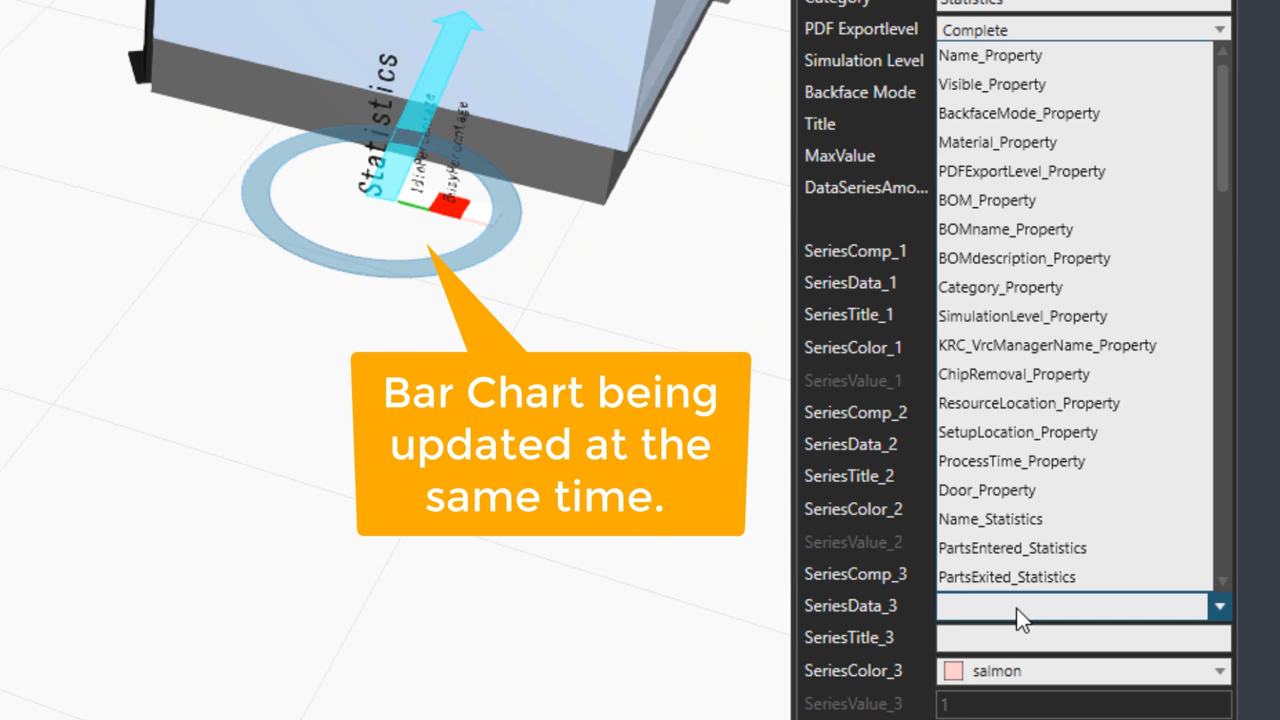 Category
Statistics
PDF Exportlevel
Complete
Simulation Level
Backface Mode
Title
MaxValue
DataSeriesAmo...
SeriesComp_1
SeriesData_1
SeriesTitle_1
SeriesColor_1
SeriesValue_1
SeriesComp_2
SeriesData_2
SeriesTitle_2
SeriesColor_2
SeriesValue_2
SeriesComp_3
SeriesData_3
SeriesTitle_3
SeriesColor_3
salmon
SeriesValue_3
1
Name_Property
Visible_Property
BackfaceMode_Property
Material_Property
PDFExportLevel_Property
BOM_Property
BOMname_Property
BOMdescription_Property
Category_Property
SimulationLevel_Property
KRC_VrcManagerName_Property
ChipRemoval_Property
ResourceLocation_Property
SetupLocation_Property
ProcessTime_Property
Door_Property
Name_Statistics
PartsEntered_Statistics
PartsExited_Statistics
Statistics
IdlePercentage
BusyPercentage
Bar Chart being
updated at the
same time.